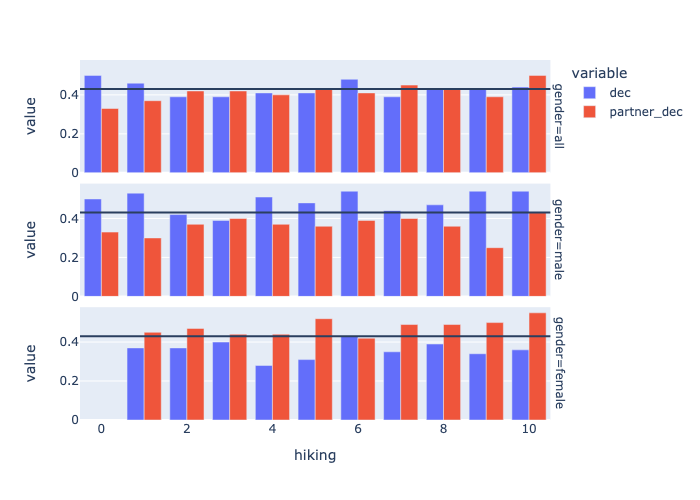 variable
dec
partner_dec
value
0.4
0.2
0
gender=all
value
0.4
0.2
0
gender=male
value
0.4
0.2
0
gender=female
0 2 4 6 8 10
hiking